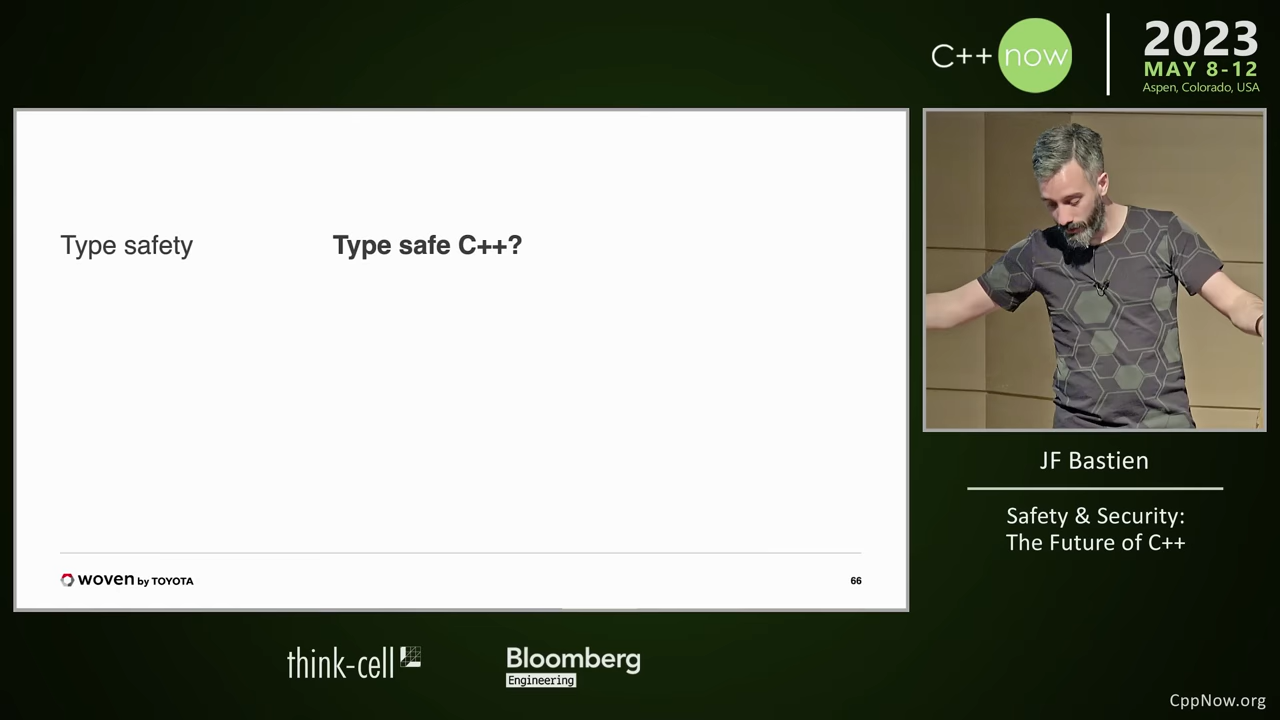 C++ now
2023
MAY 8-12
Aspen, Colorado, USA
Type safety
Type safe C++?
woven by TOYOTA
66
JF Bastien
Safety & Security:
The Future of C++
think-cell
Bloomberg
Engineering
CppNow.org